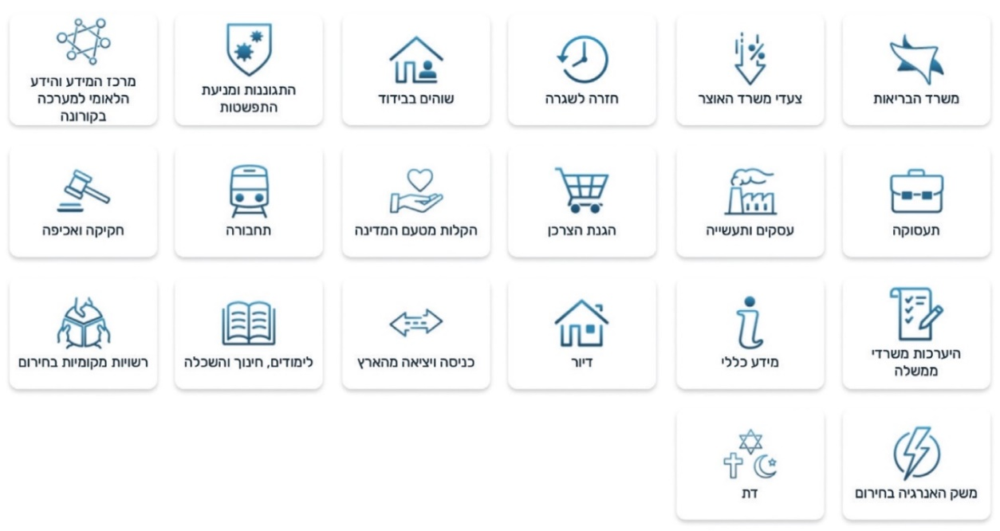 משרד הבריאות
צעדי משרד האוצר
חזרה לשגרה
שוהים בבידוד
התגוננות ומניעת
התפשטות
מרכז המידע והידע
הלאומי למערכה
בקורונה
תעסוקה
עסקים ותעשייה
הגנת הצרכן
הקלות מטעם המדינה
תחבורה
חקיקה ואכיפה
היערכות משרדי
ממשלה
מידע כללי
דיור
כניסה ויציאה מהארץ
לימודים, חינוך והשכלה
רשויות מקומיות בחירום
משק האנרגיה בחירום
דת